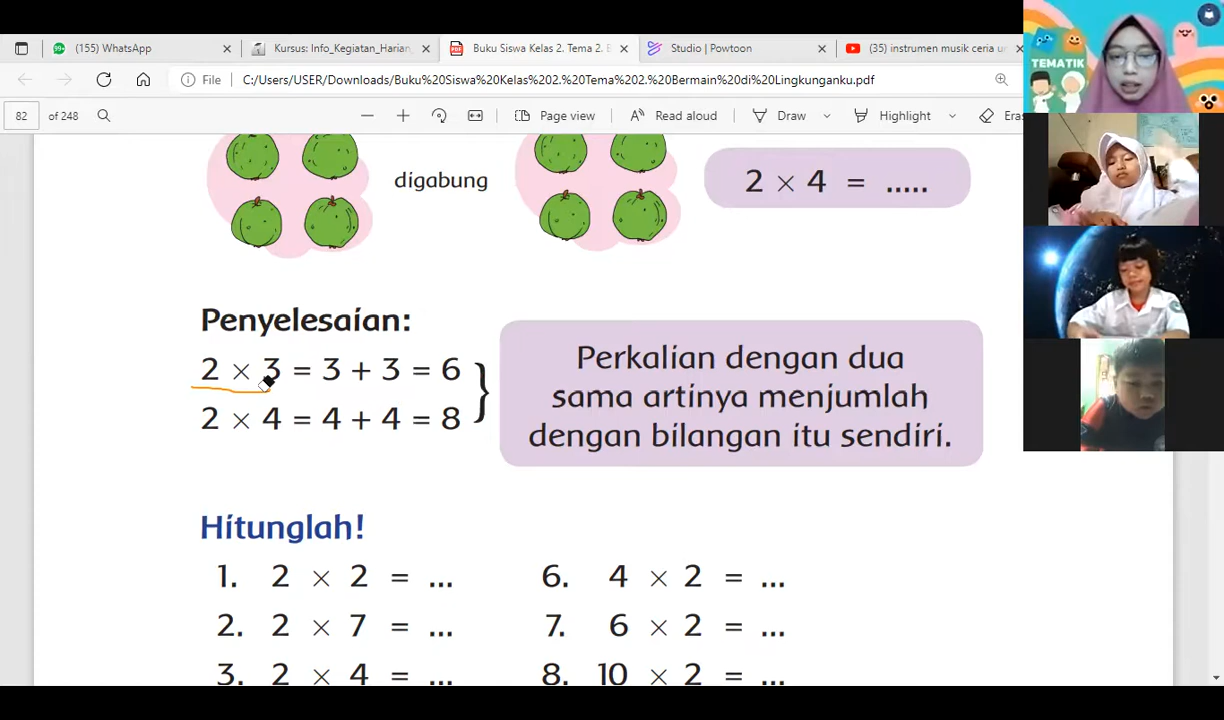 (155) WhatsApp
Kursus: Info_Kegiatan_Harian_
Buku Siswa Kelas 2. Tema 2. B
Studio | Powtoon
(35) instrumen musik ceria un
File C:/Users/USER/Downloads/Buku%20Siswa%20Kelas%202.%20Tema%202.%20Bermain%20di%20Lingkunganku.pdf
82 of 248 Page view Read aloud Draw Highlight Eras
TEMATIK
digabung
2 × 4 = .....
Penyelesaian:
2 × 3 = 3 + 3 = 6
2 × 4 = 4 + 4 = 8
Perkalian dengan dua
sama artinya menjumlah
dengan bilangan itu sendiri.
Hitunglah!
1. 2 × 2 = ...
2. 2 × 7 = ...
3. 2 × 4 = ...
6. 4 × 2 = ...
7. 6 × 2 = ...
8. 10 × 2 = ...